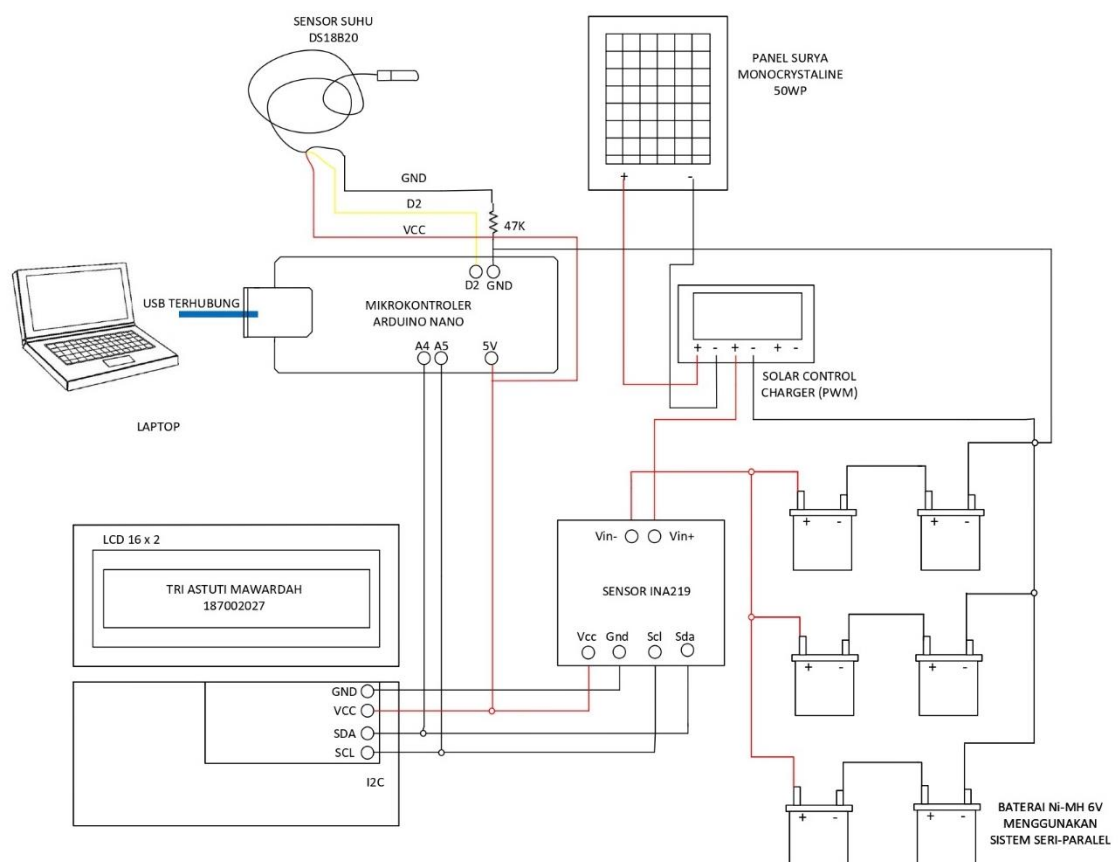 SENSOR SUHU
DS18B20
PANEL SURYA
MONOCRYSTALINE
50WP
+ -
GND
D2
47K
VCC
D2 GND
USB TERHUBUNG
MIKROKONTROLER
ARDUINO NANO
A4 A5 5V
+ - + - + -
SOLAR CONTROL
CHARGER (PWM)
LAPTOP
+ - + -
LCD 16 x 2
Vin- Vin+
TRI ASTUTI MAWARDAH
187002027
SENSOR INA219
Vcc Gnd Scl Sda
+ - + -
GND
VCC
SDA
SCL
I2C
+ - + -
BATERAI Ni-MH 6V
MENGGUNAKAN
SISTEM SERI-PARALEL